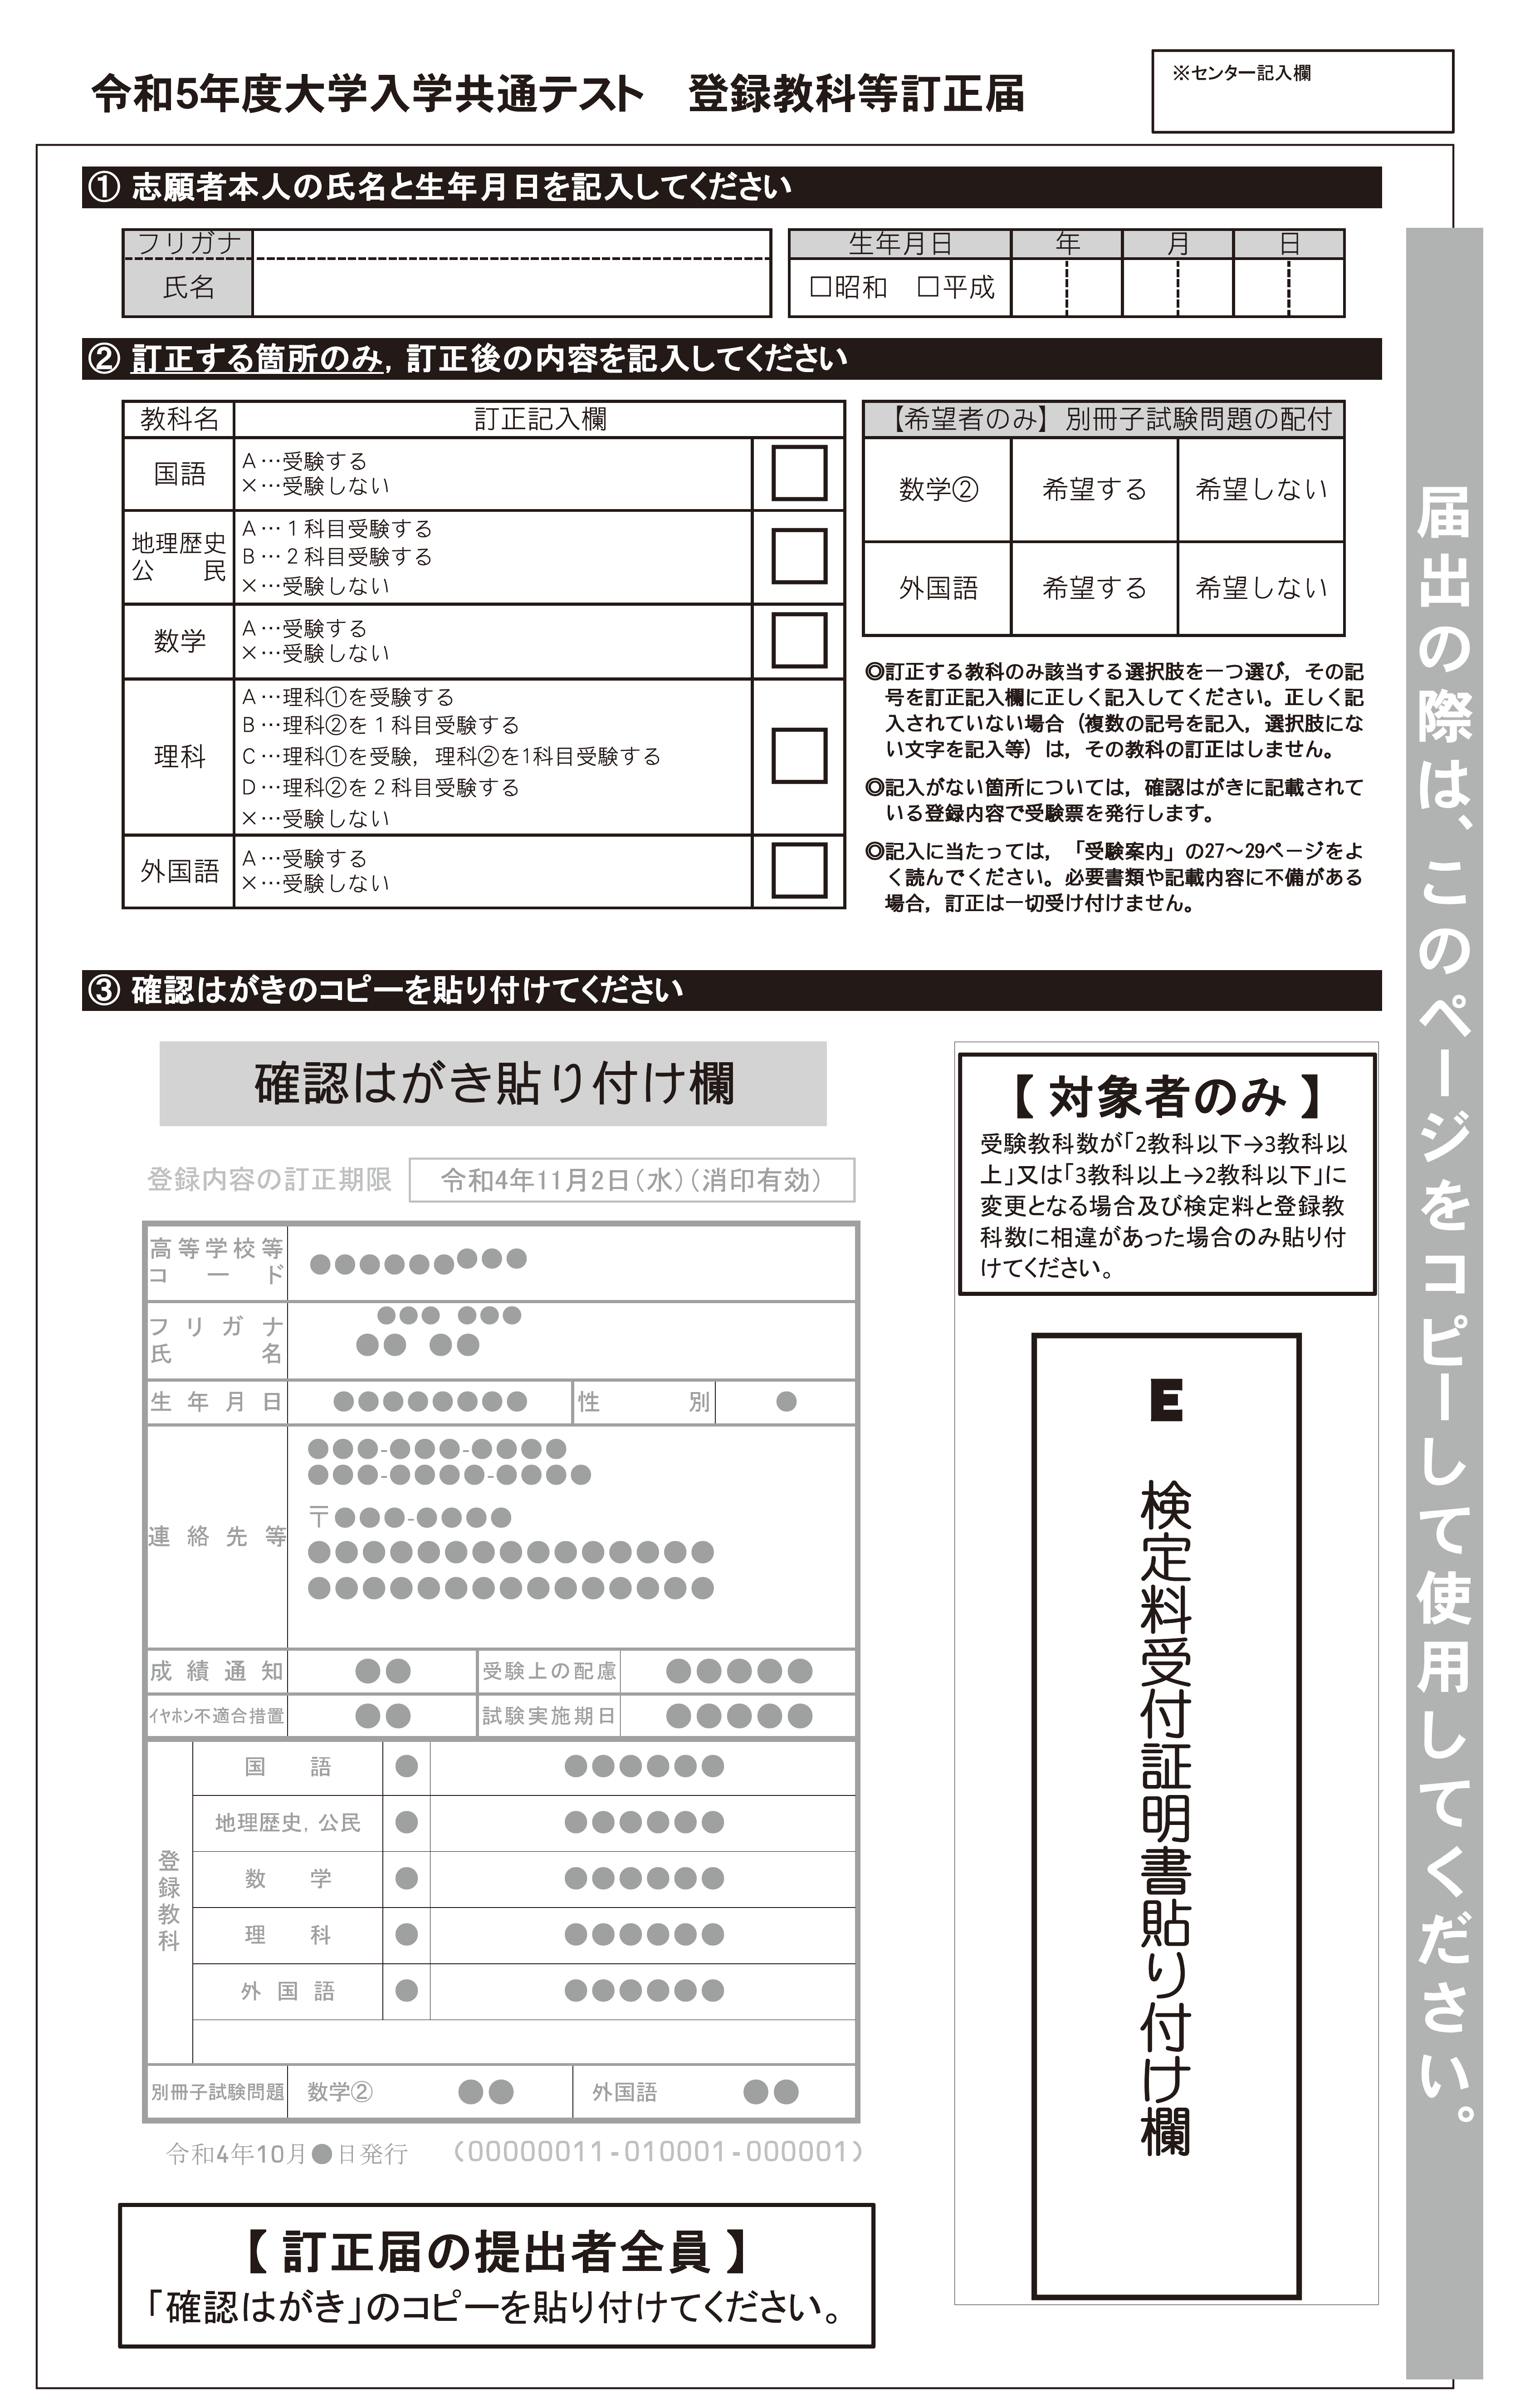 令和5年度大学入学共通テスト　登録教科等訂正届
※センター記入欄
① 志願者本人の氏名と生年月日を記入してください
フリガナ
氏名
生年月日 年 月 日
□昭和　□平成
② 訂正する箇所のみ，訂正後の内容を記入してください
教科名 訂正記入欄
国語
A…受験する
×…受験しない
地理歴史
公　民
A…1科目受験する
B…2科目受験する
×…受験しない
数学
A…受験する
×…受験しない
理科
A…理科①を受験する
B…理科②を1科目受験する
C…理科①を受験，理科②を1科目受験する
D…理科②を2科目受験する
×…受験しない
外国語
A…受験する
×…受験しない
【希望者のみ】別冊子試験問題の配付
数学② 希望する 希望しない
外国語 希望する 希望しない
◎訂正する教科のみ該当する選択肢を一つ選び，その記
号を訂正記入欄に正しく記入してください。正しく記
入されていない場合（複数の記号を記入，選択肢にな
い文字を記入等）は，その教科の訂正はしません。
◎記入がない箇所については，確認はがきに記載されて
いる登録内容で受験票を発行します。
◎記入に当たっては，「受験案内」の27～29ページをよ
く読んでください。必要書類や記載内容に不備がある
場合，訂正は一切受け付けません。
③ 確認はがきのコピーを貼り付けてください
確認はがき貼り付け欄
登録内容の訂正期限 令和4年11月2日（水）（消印有効）
高等学校等
コード
●●●●●●●●●
フリガナ
氏名
●●● ●●●
●● ●●
生年月日 ●●●●●●●● 性別 ●
連絡先等
●●●-●●●-●●●●
●●●-●●●●-●●●●
〒●●●-●●●●
●●●●●●●●●●●●●●●
●●●●●●●●●●●●●●●
成績通知 ●● 受験上の配慮 ●●●●●
イヤホン不適合措置 ●● 試験実施期日 ●●●●●
登録教科
国語 ● ●●●●●●
地理歴史，公民 ● ●●●●●●
数学 ● ●●●●●●
理科 ● ●●●●●●
外国語 ● ●●●●●●
別冊子試験問題 数学② ●● 外国語 ●●
令和4年10月●日発行 （00000011-010001-000001）
【訂正届の提出者全員】
「確認はがき」のコピーを貼り付けてください。
【対象者のみ】
受験教科数が「2教科以下→3教科以
上」又は「3教科以上→2教科以下」に
変更となる場合及び検定料と登録教
科数に相違があった場合のみ貼り付
けてください。
E　検定料受付証明書貼り付け欄
届出の際は、このページをコピーして使用してください。